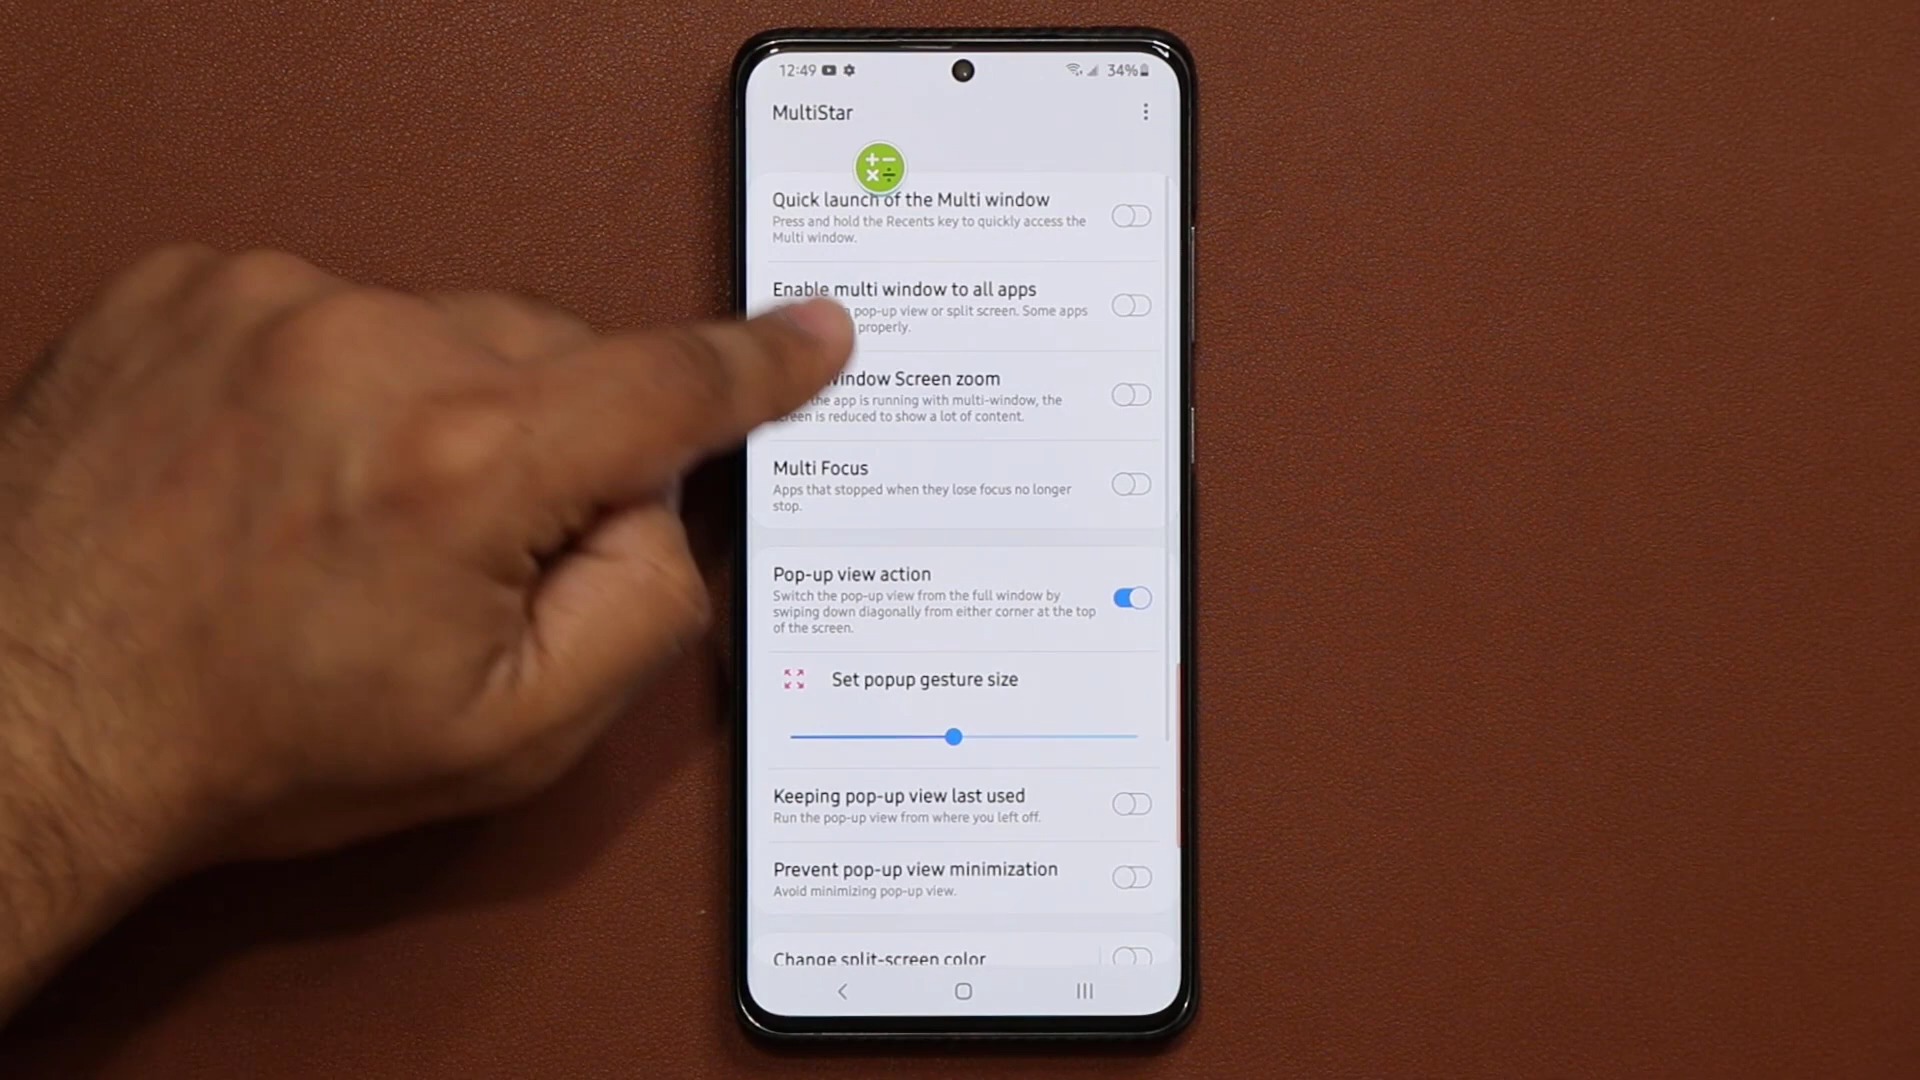 12:49
34%
MultiStar
Quick launch of the Multi window
Press and hold the Recents key to quickly access the
Multi window.
Enable multi window to all apps
pop-up view or split screen. Some apps
properly.
Window Screen zoom
the app is running with multi-window, the
screen is reduced to show a lot of content.
Multi Focus
Apps that stopped when they lose focus no longer
stop.
Pop-up view action
Switch the pop-up view from the full window by
swiping down diagonally from either corner at the top
of the screen.
Set popup gesture size
Keeping pop-up view last used
Run the pop-up view from where you left off.
Prevent pop-up view minimization
Avoid minimizing pop-up view.
Change split-screen color